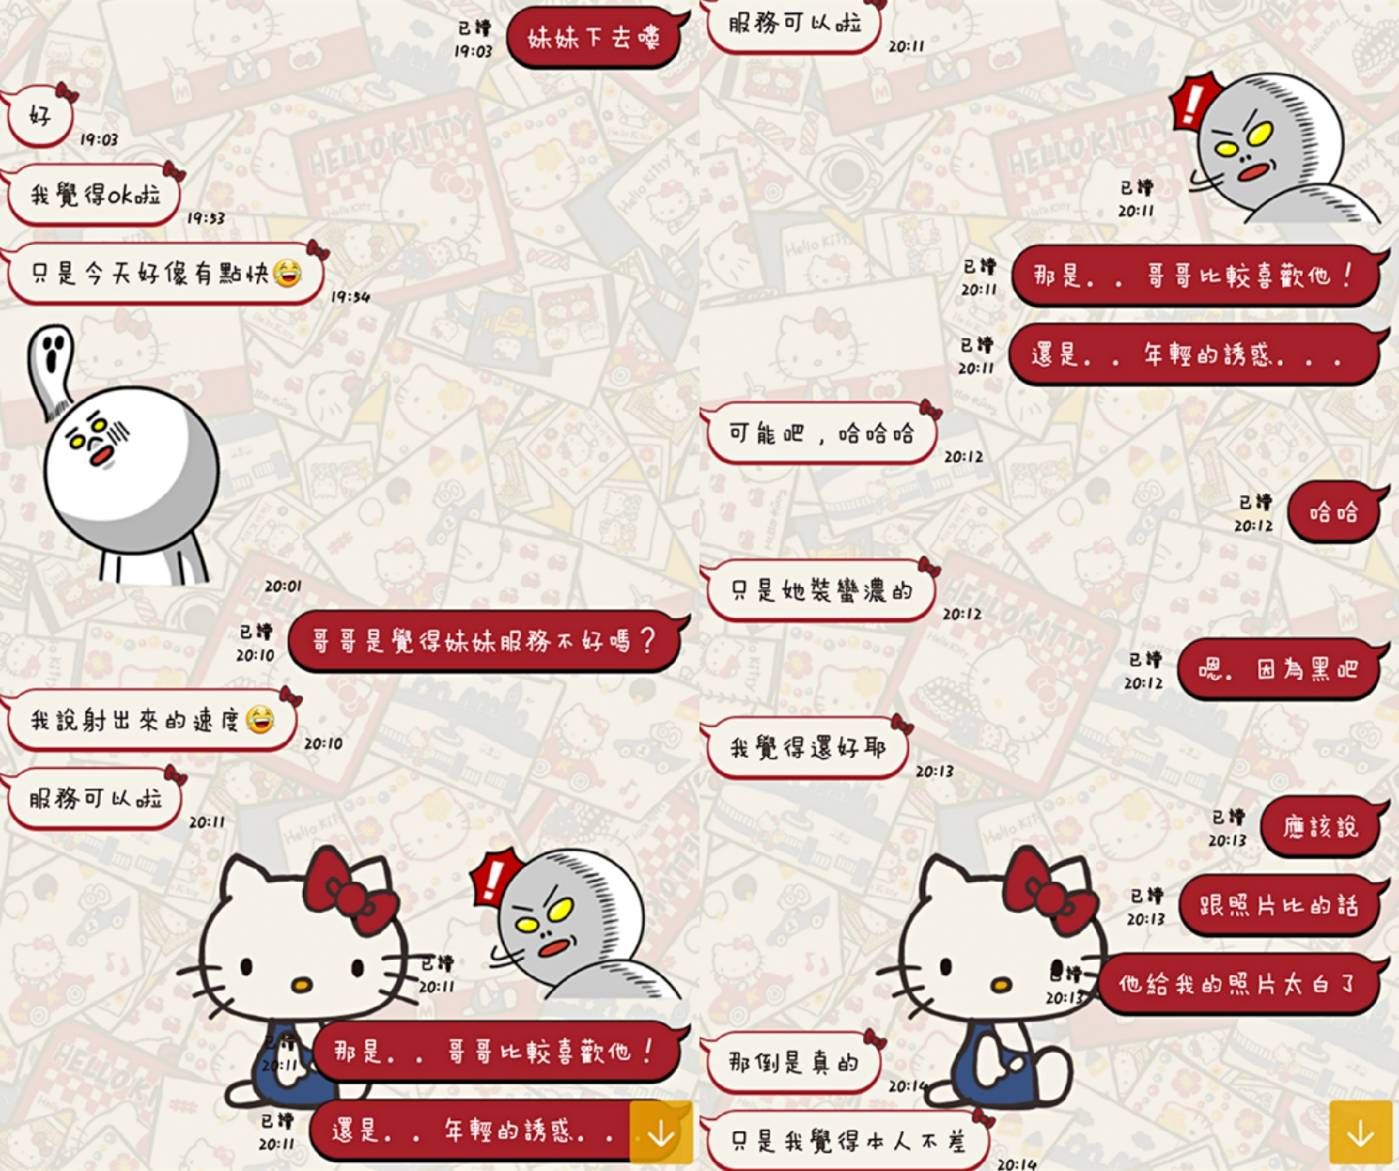 已讀
19:03
妹妹下去嘍
好
19:03
我覺得ok啦
19:53
只是今天好像有點快😂
19:54
20:01
已讀
20:10
哥哥是覺得妹妹服務不好嗎？
我說射出來的速度😂
20:10
服務可以啦
20:11
已讀
20:11
已讀
20:11
那是。。哥哥比較喜歡他！
已讀
20:11
還是。。年輕的誘惑。。
服務可以啦
20:11
已讀
20:11
已讀
20:11
那是。。哥哥比較喜歡他！
已讀
20:11
還是。。年輕的誘惑。。。
可能吧，哈哈哈
20:12
已讀
20:12
哈哈
只是她裝蠻濃的
20:12
已讀
20:12
嗯。因為黑吧
我覺得還好耶
20:13
已讀
20:13
應該說
已讀
20:13
跟照片比的話
已讀
20:13
他給我的照片太白了
那倒是真的
20:14
只是我覺得本人不差
20:14
HELLO KITTY
Hello Kitty
HELLO KITTY
Hello Kitty